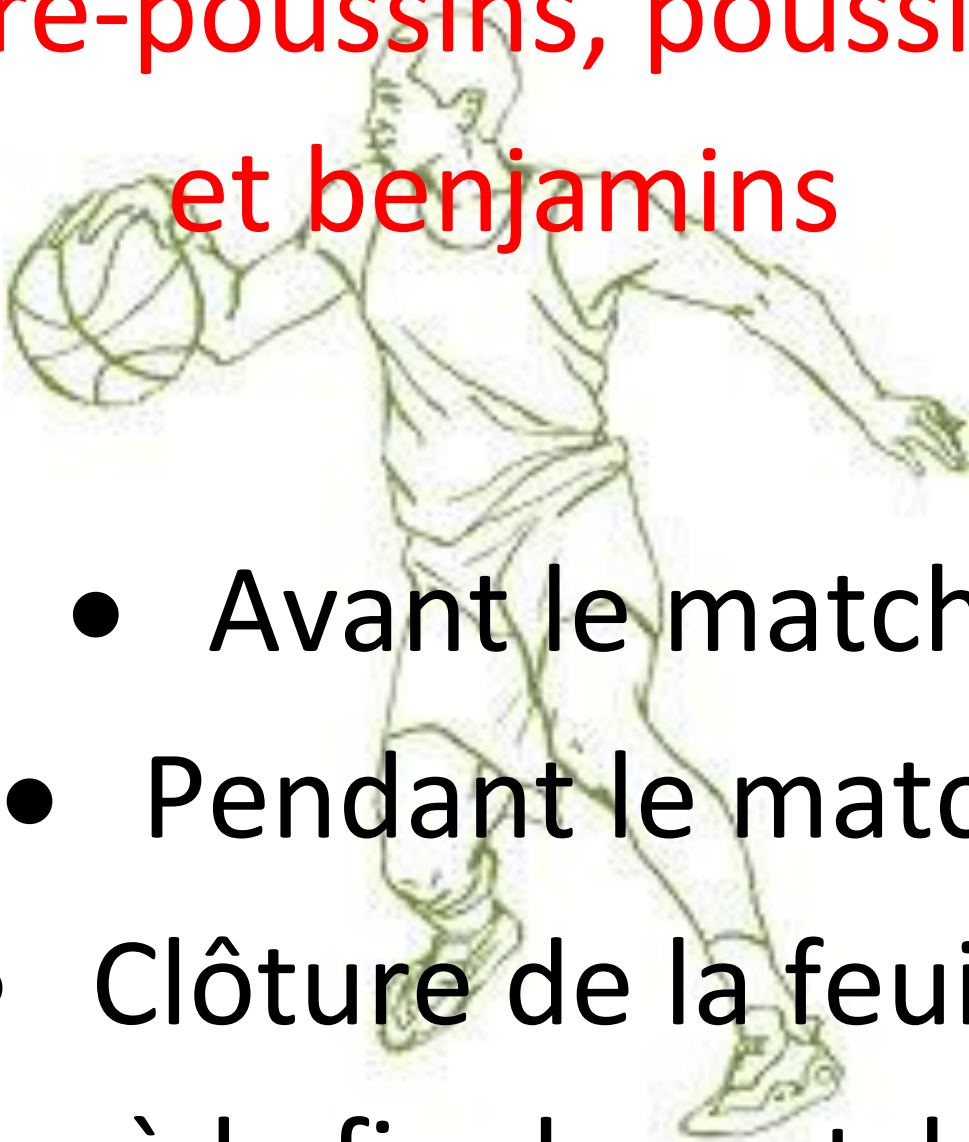 re-poussins, poussi
et benjamins
• Avant le match
• Pendant le matc
• Clôture de la feui